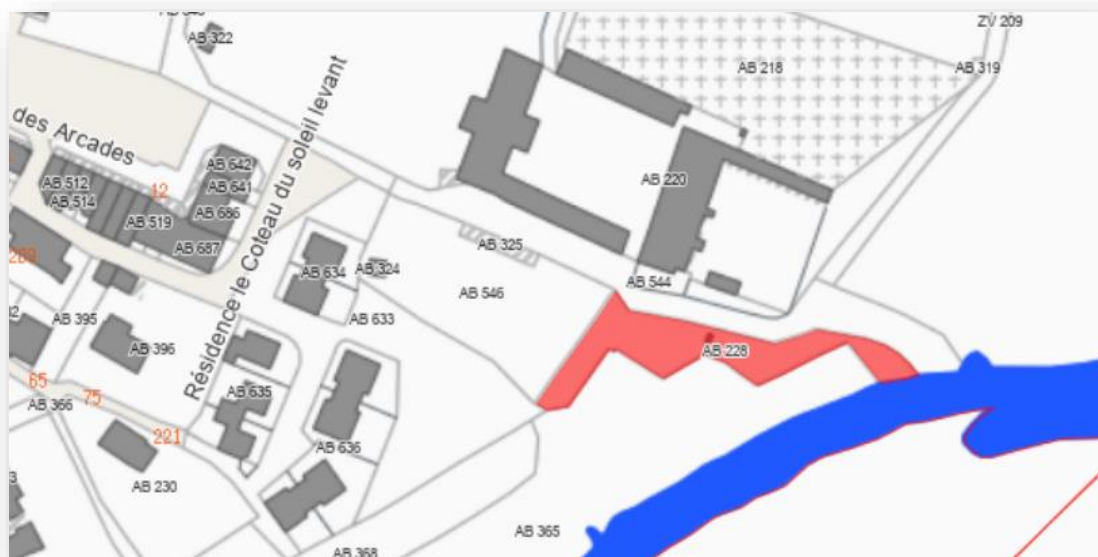 ZV 209
AB 322
AB 218
AB 319
des Arcades
AB 642
AB 512
AB 641
AB 514
12
AB 220
AB 686
AB 519
AB 687
AB 325
AB 634
AB 324
AB 544
AB 546
Résidence le Coteau du soleil levant
AB 395
AB 633
AB 396
AB 228
65
75
AB 635
AB 366
221
AB 636
AB 230
AB 365
AB 368